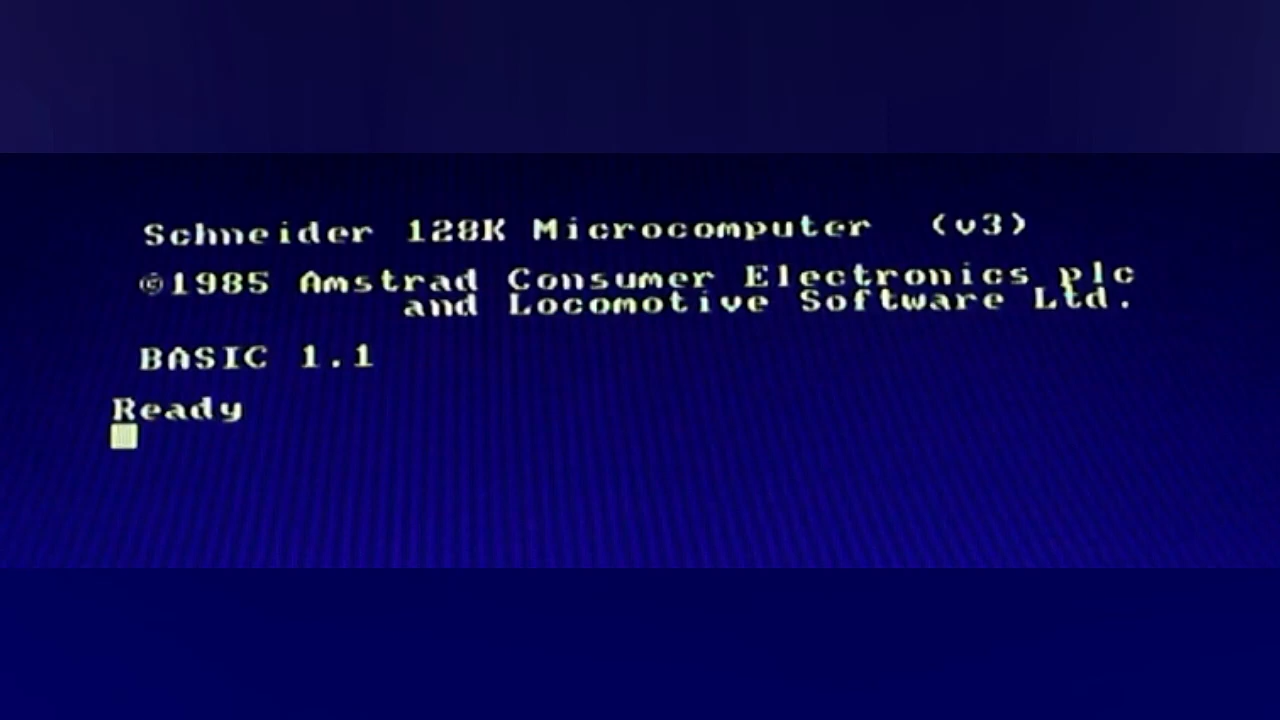 Schneider 128K Microcomputer (v3)
©1985 Amstrad Consumer Electronics plc
and Locomotive Software Ltd.
BASIC 1.1
Ready